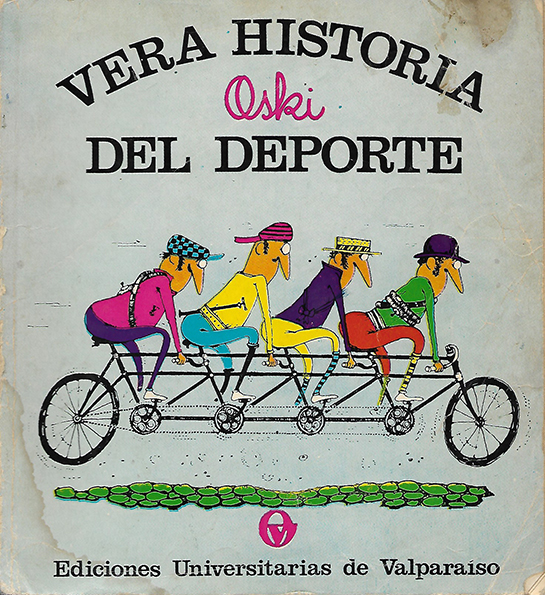 VERA HISTORIA
Oski
DEL DEPORTE
Ediciones Universitarias de Valparaíso